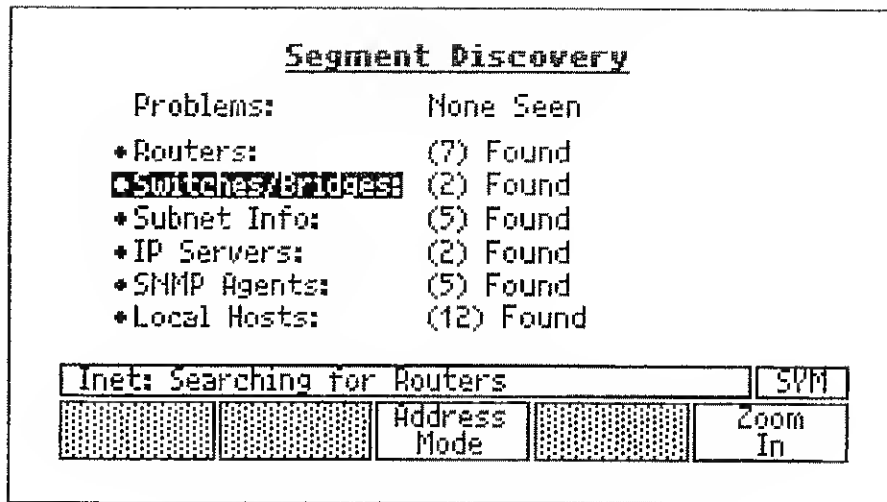 Segment Discovery
Problems: None Seen
•Routers: (7) Found
•Switches/Bridges: (2) Found
•Subnet Info: (5) Found
•IP Servers: (2) Found
•SNMP Agents: (5) Found
•Local Hosts: (12) Found
Inet: Searching for Routers SYM
Address Mode
Zoom In